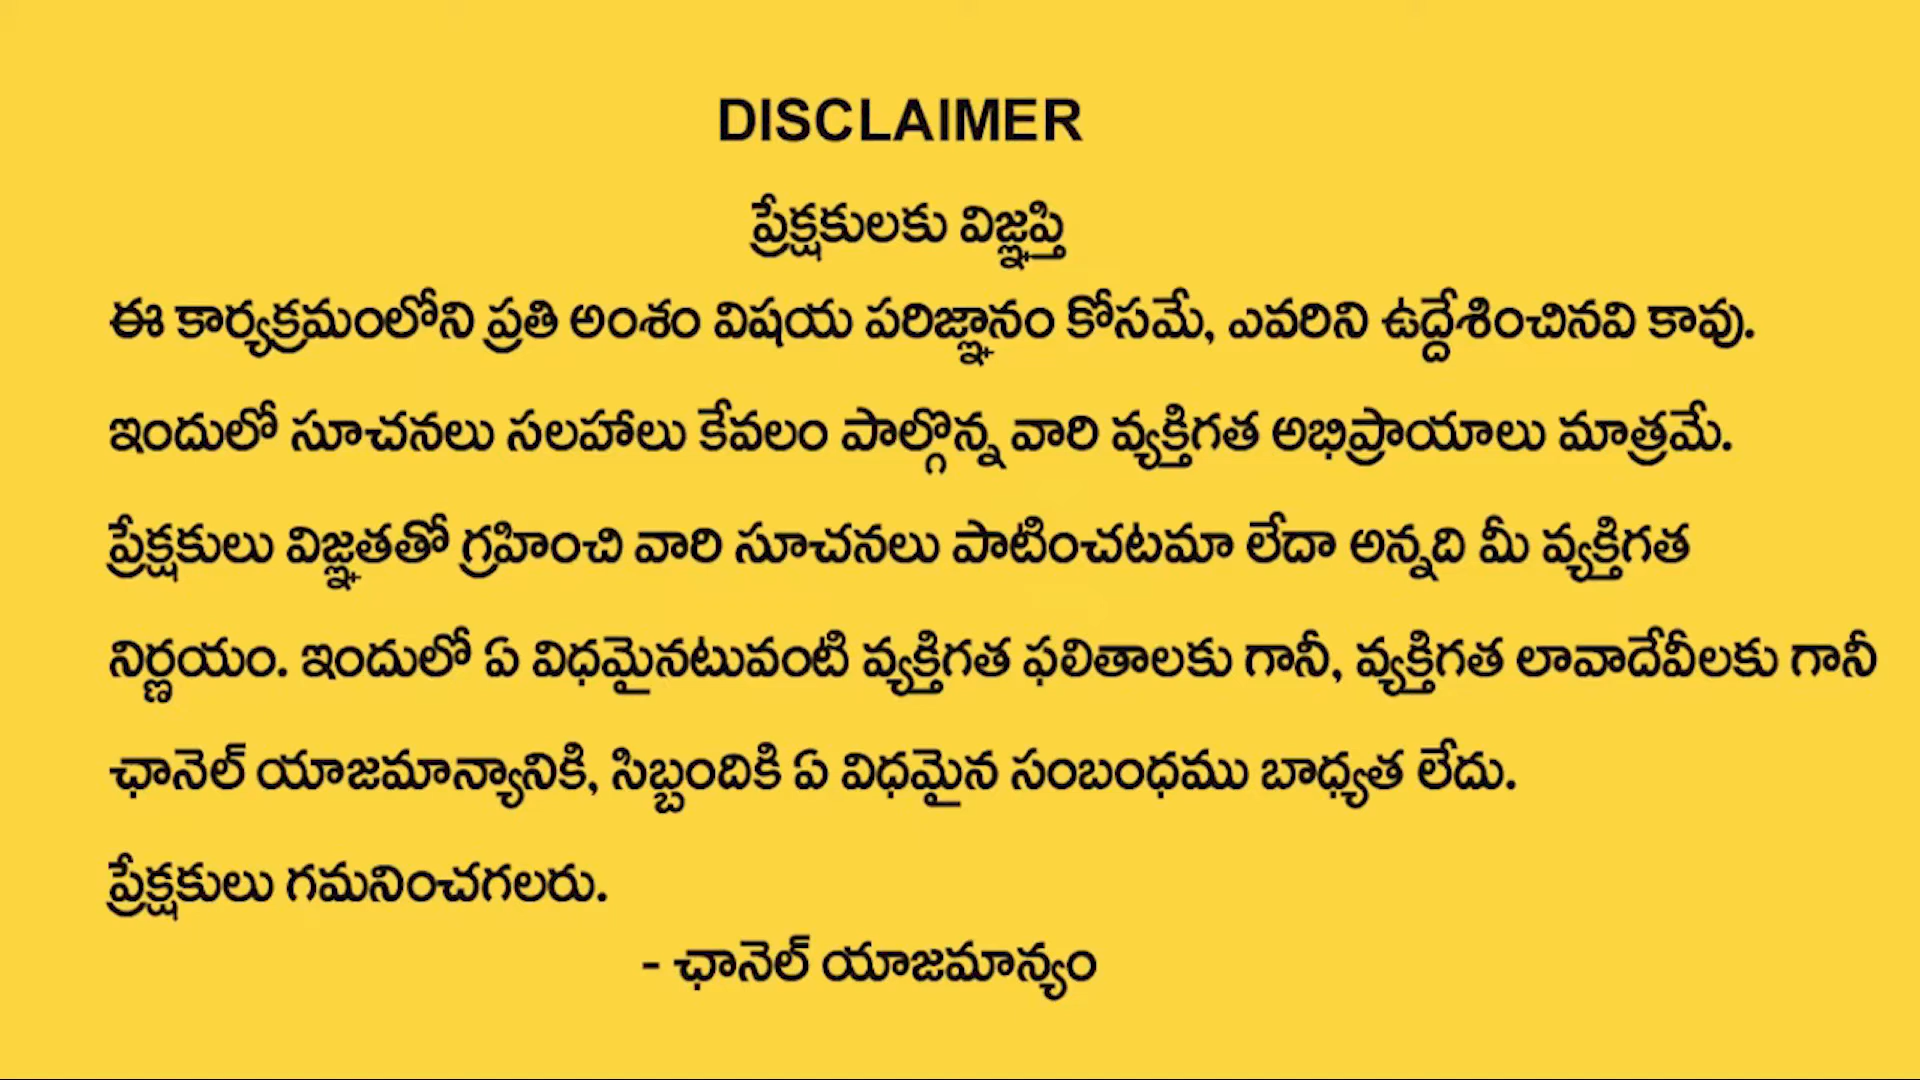 DISCLAIMER
ప్రేక్షకులకు విజ్ఞప్తి
ఈ కార్యక్రమంలోని ప్రతి అంశం విషయ పరిజ్ఞానం కోసమే, ఎవరిని ఉద్దేశించినవి కావు.
ఇందులో సూచనలు సలహాలు కేవలం పాల్గొన్న వారి వ్యక్తిగత అభిప్రాయాలు మాత్రమే.
ప్రేక్షకులు విజ్ఞతతో గ్రహించి వారి సూచనలు పాటించటమా లేదా అన్నది మీ వ్యక్తిగత
నిర్ణయం. ఇందులో ఏ విధమైనటువంటి వ్యక్తిగత ఫలితాలకు గానీ, వ్యక్తిగత లావాదేవీలకు గానీ
ఛానెల్ యాజమాన్యానికి, సిబ్బందికి ఏ విధమైన సంబంధము బాధ్యత లేదు.
ప్రేక్షకులు గమనించగలరు.
- ఛానెల్ యాజమాన్యం